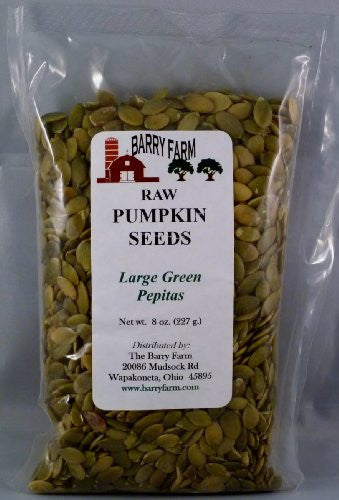 BARRY FARM
RAW
PUMPKIN
SEEDS
Large Green
Pepitas
Net wt. 8 oz. (227 g.)
Distributed by:
The Barry Farm
20086 Mudsock Rd
Wapakoneta, Ohio 45895
www.barryfarm.com